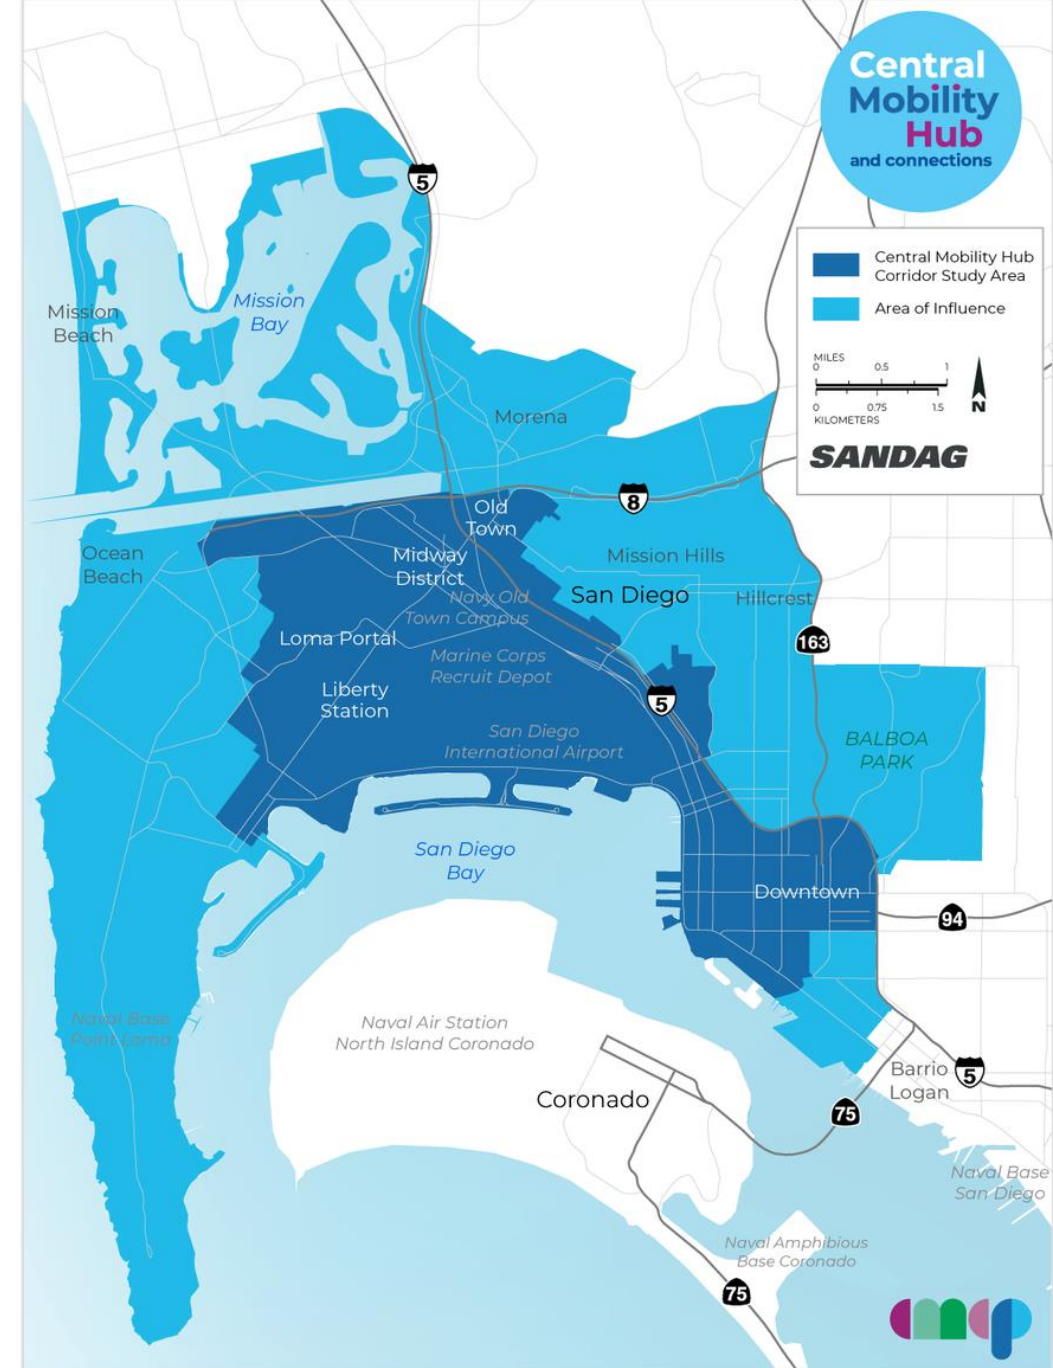 Central
Mobility
Hub
and connections
Central Mobility Hub
Corridor Study Area
Area of Influence
MILES
0 0.5 1
0 0.75 1.5
KILOMETERS
N
SANDAG
5
Mission
Beach
Mission
Bay
Morena
8
Old
Town
Ocean
Beach
Midway
District
Mission Hills
Navy Old
Town Campus
San Diego
Hillcrest
Loma Portal
163
Marine Corps
Recruit Depot
Liberty
Station
5
San Diego
International Airport
BALBOA
PARK
San Diego
Bay
Downtown
94
Naval Base
Point Loma
Naval Air Station
North Island Coronado
Coronado
Barrio
Logan
5
75
Naval Base
San Diego
Naval Amphibious
Base Coronado
75
cmcp